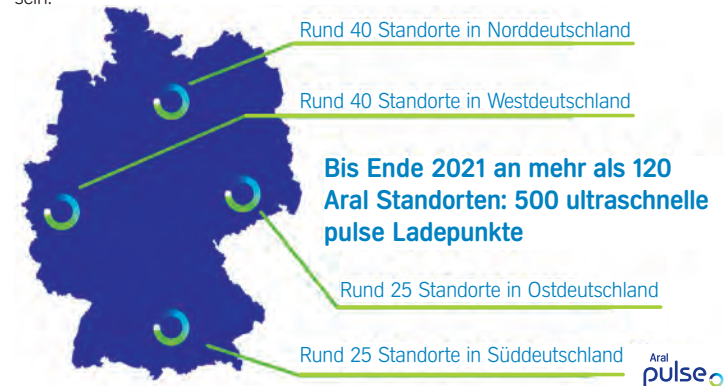 sein.
Rund 40 Standorte in Norddeutschland
Rund 40 Standorte in Westdeutschland
Bis Ende 2021 an mehr als 120
Aral Standorten: 500 ultraschnelle
pulse Ladepunkte
Rund 25 Standorte in Ostdeutschland
Rund 25 Standorte in Süddeutschland
Aral
pulse